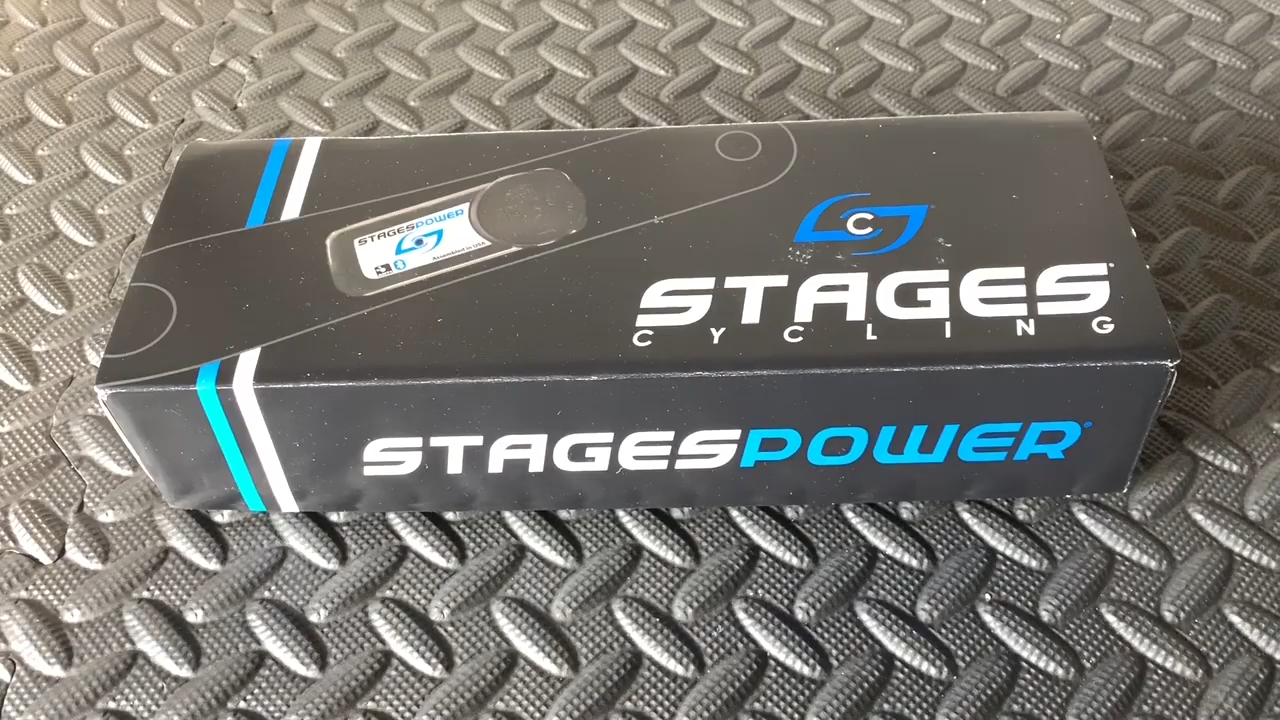 STAGESPOWER
Assembled in USA
C
STAGES
CYCLING
STAGESPOWER